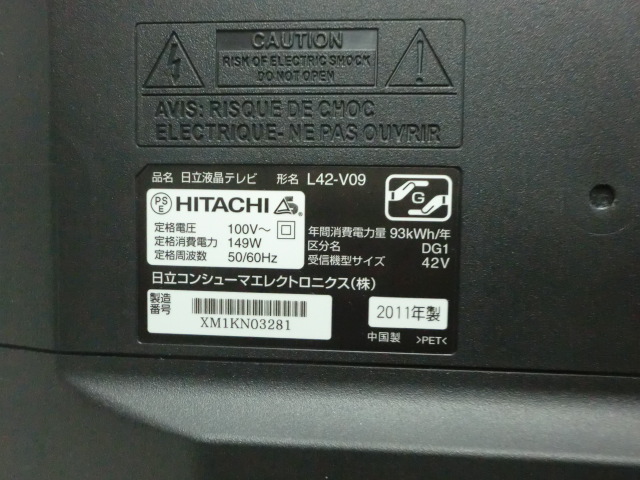 CAUTION
RISK OF ELECTRIC SHOCK
DO NOT OPEN
AVIS: RISQUE DE CHOC
ELECTRIQUE- NE PAS OUVRIR
品名 日立液晶テレビ 形名 L42-V09
PS E HITACHI
G
定格電圧 100V～
定格消費電力 149W
定格周波数 50/60Hz
年間消費電力量 93kWh/年
区分名 DG1
受信機型サイズ 42V
日立コンシューマエレクトロニクス(株)
製造番号
XM1KN03281
2011年製
中国製 >PET<